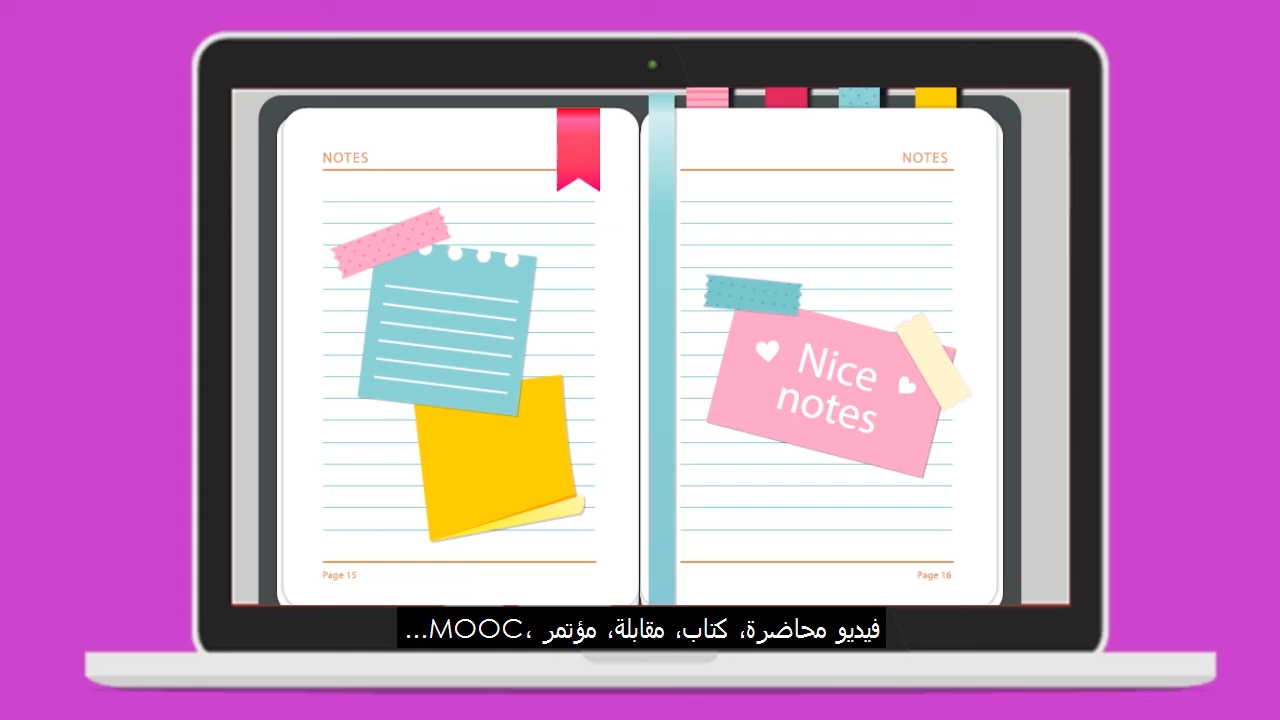 NOTES
NOTES
Nice
notes
Page 15
Page 16
فيديو محاضرة، كتاب، مقابلة، مؤتمر ،MOOC...